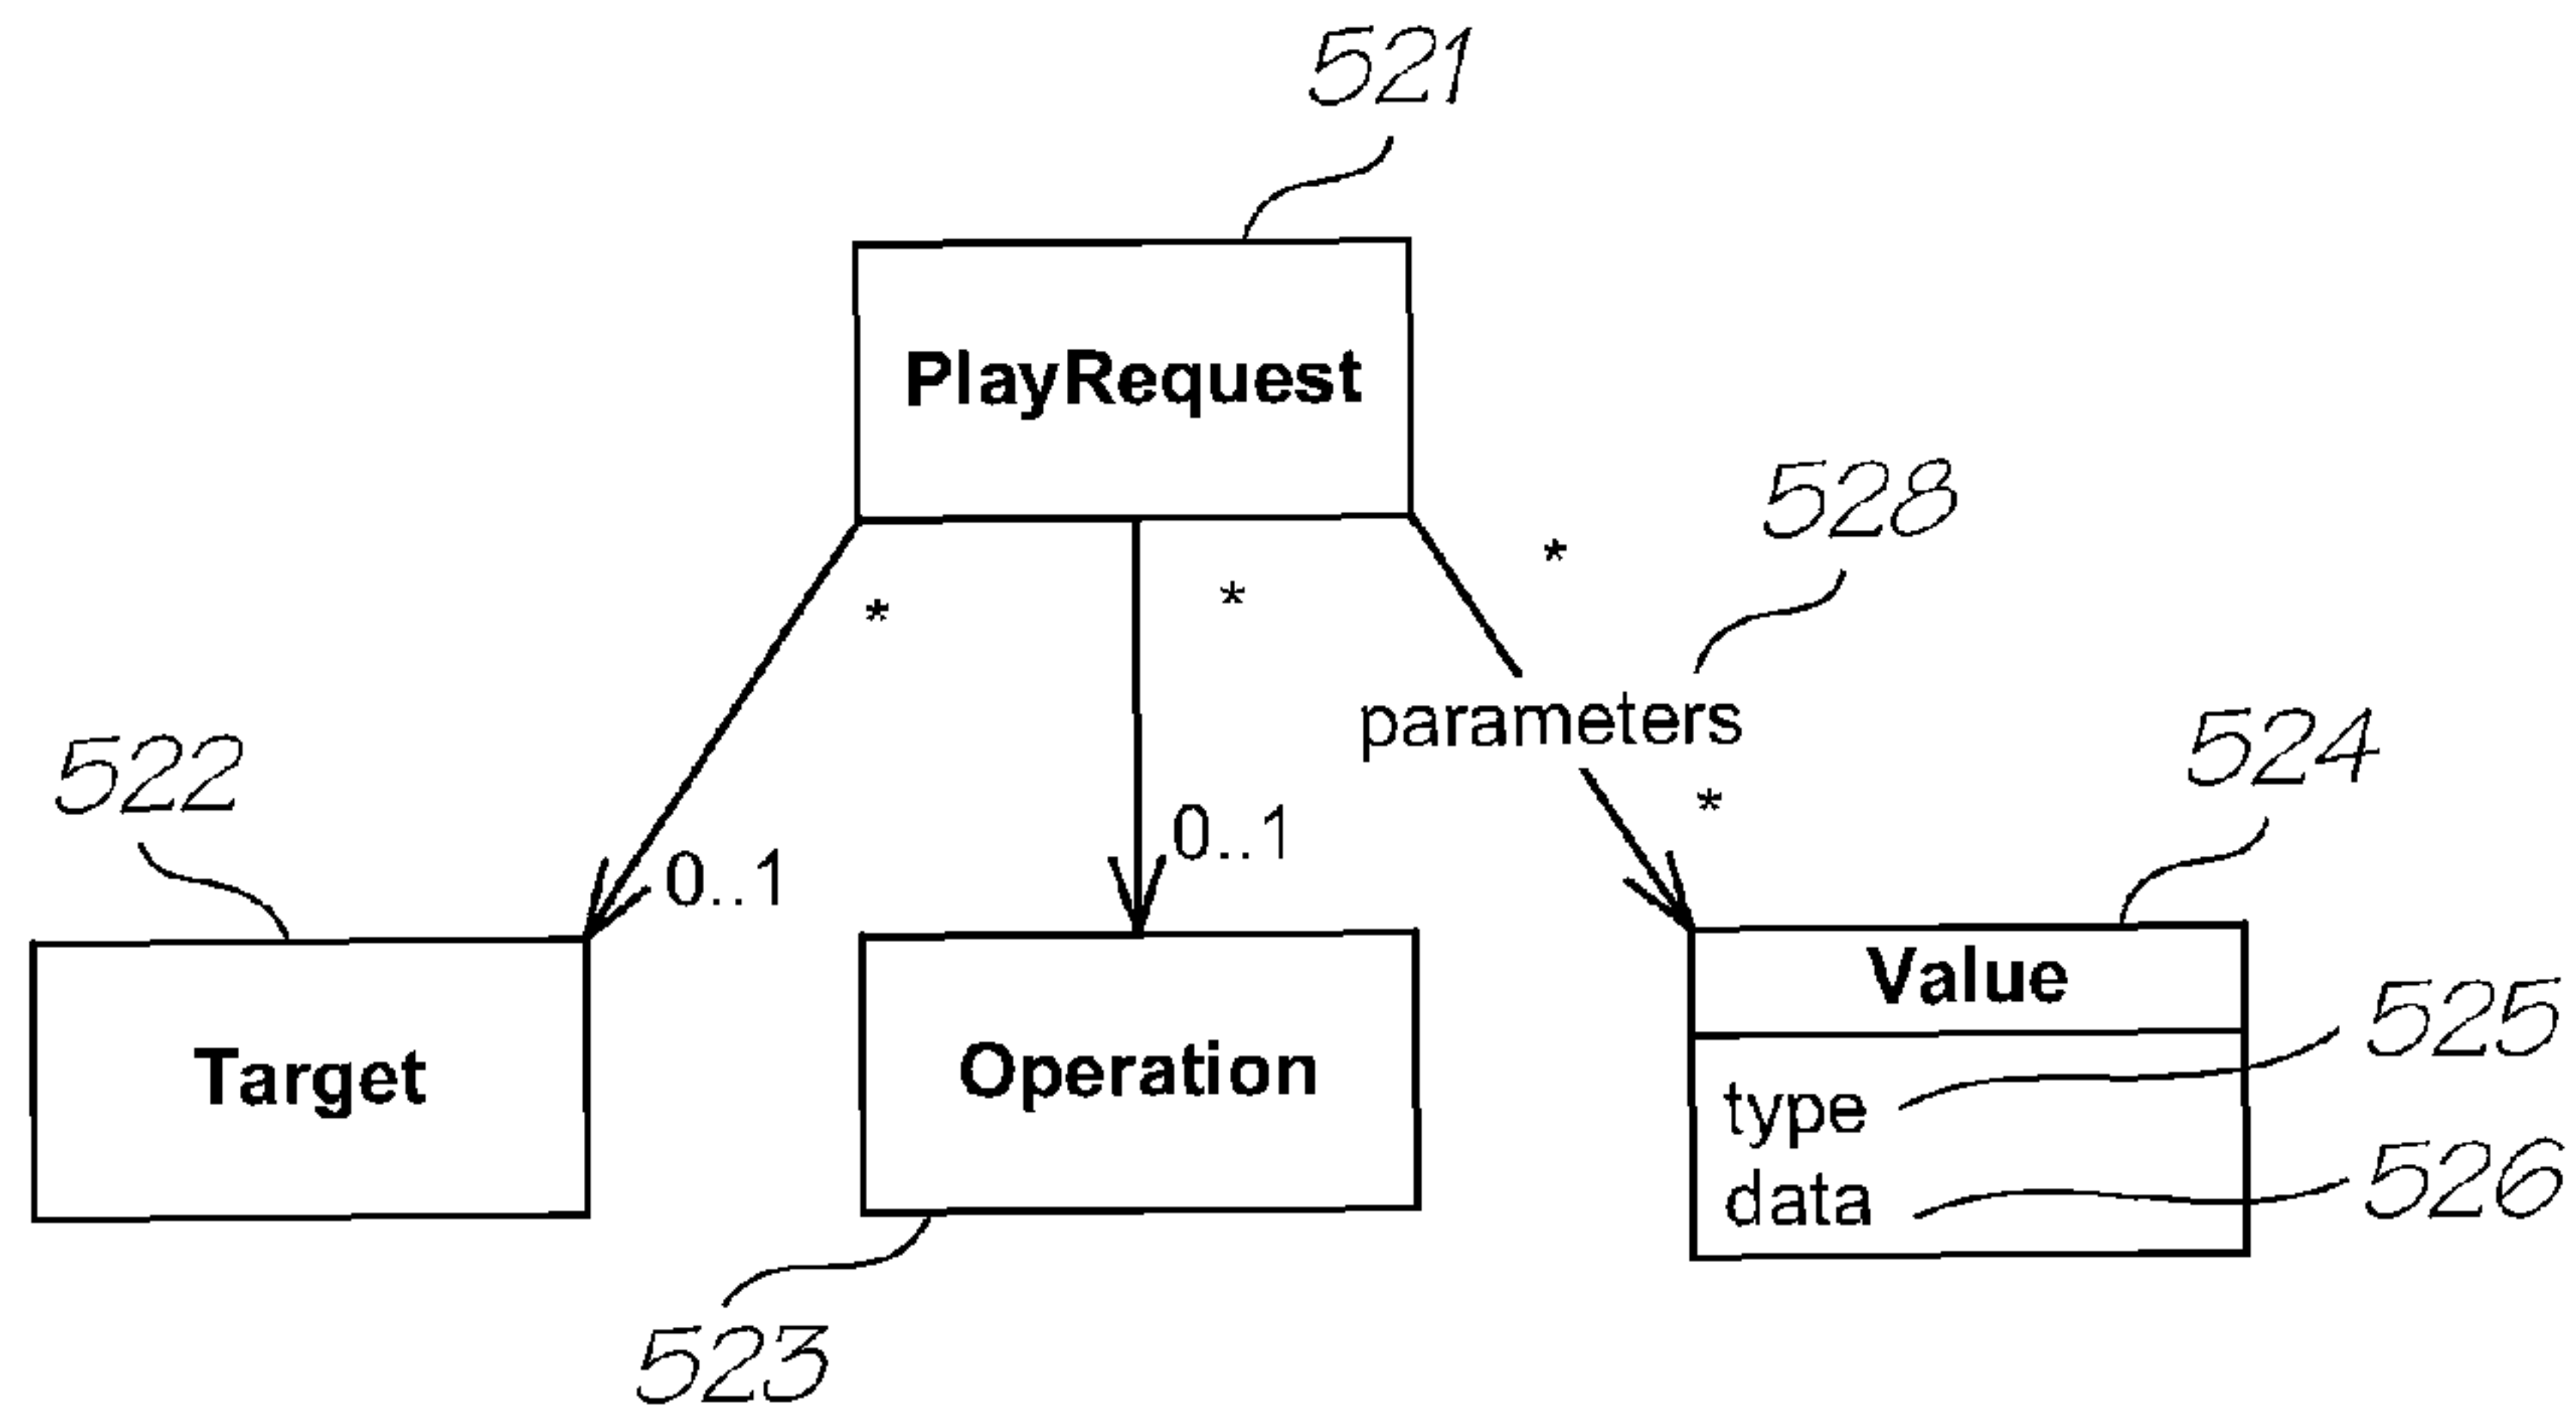 521
PlayRequest
528
*
*
*
parameters
522
524
*
0..1
0..1
Value
525
Target
Operation
type
data
526
523